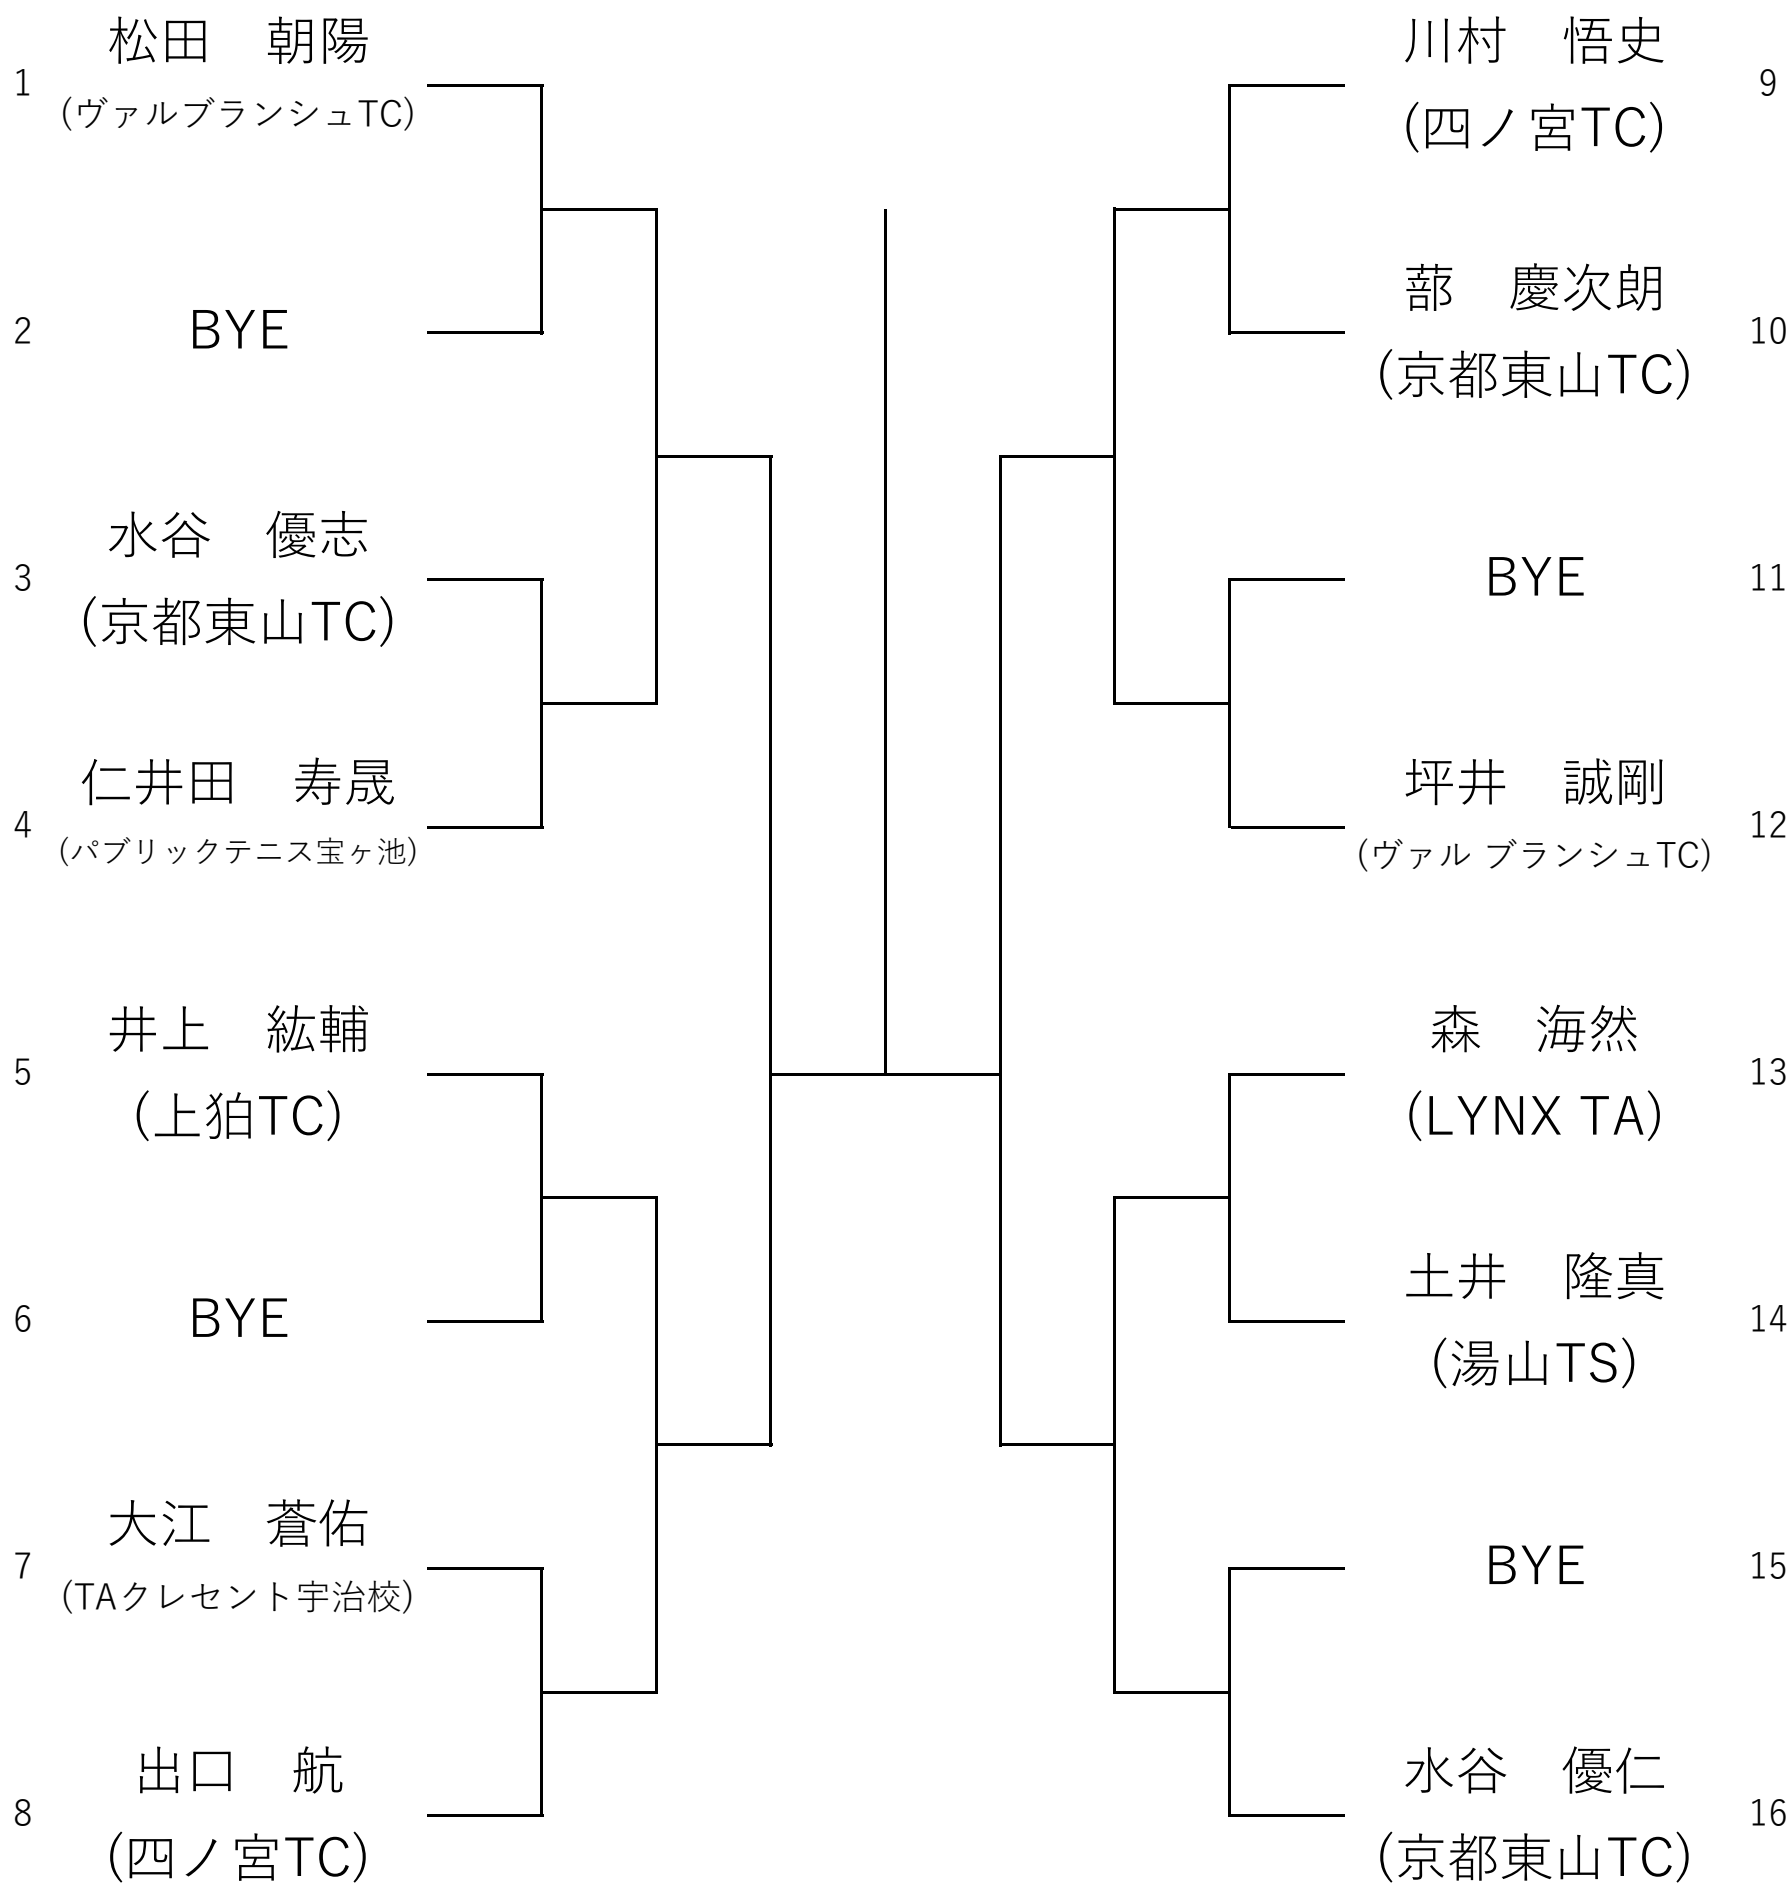 1
松田　朝陽
(ヴァルブランシュTC)
2
BYE
3
水谷　優志
(京都東山TC)
4
仁井田　寿晟
(パブリックテニス宝ヶ池)
5
井上　紘輔
(上狛TC)
6
BYE
7
大江　蒼佑
(TAクレセント宇治校)
8
出口　航
(四ノ宮TC)
川村　悟史
9
(四ノ宮TC)
蔀　慶次朗
10
(京都東山TC)
BYE
11
坪井　誠剛
12
(ヴァル ブランシュTC)
森　海然
13
(LYNX TA)
土井　隆真
14
(湯山TS)
BYE
15
水谷　優仁
16
(京都東山TC)